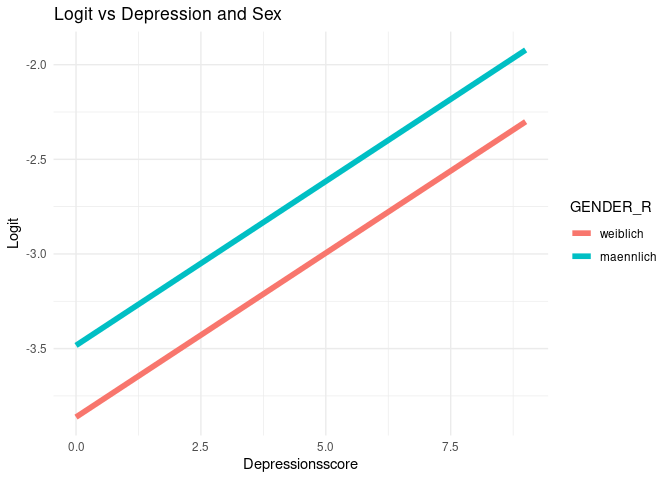 Logit vs Depression and Sex
-2.0
-2.5
-3.0
-3.5
Logit
0.0 2.5 5.0 7.5
Depressionsscore
GENDER_R
weiblich
maennlich